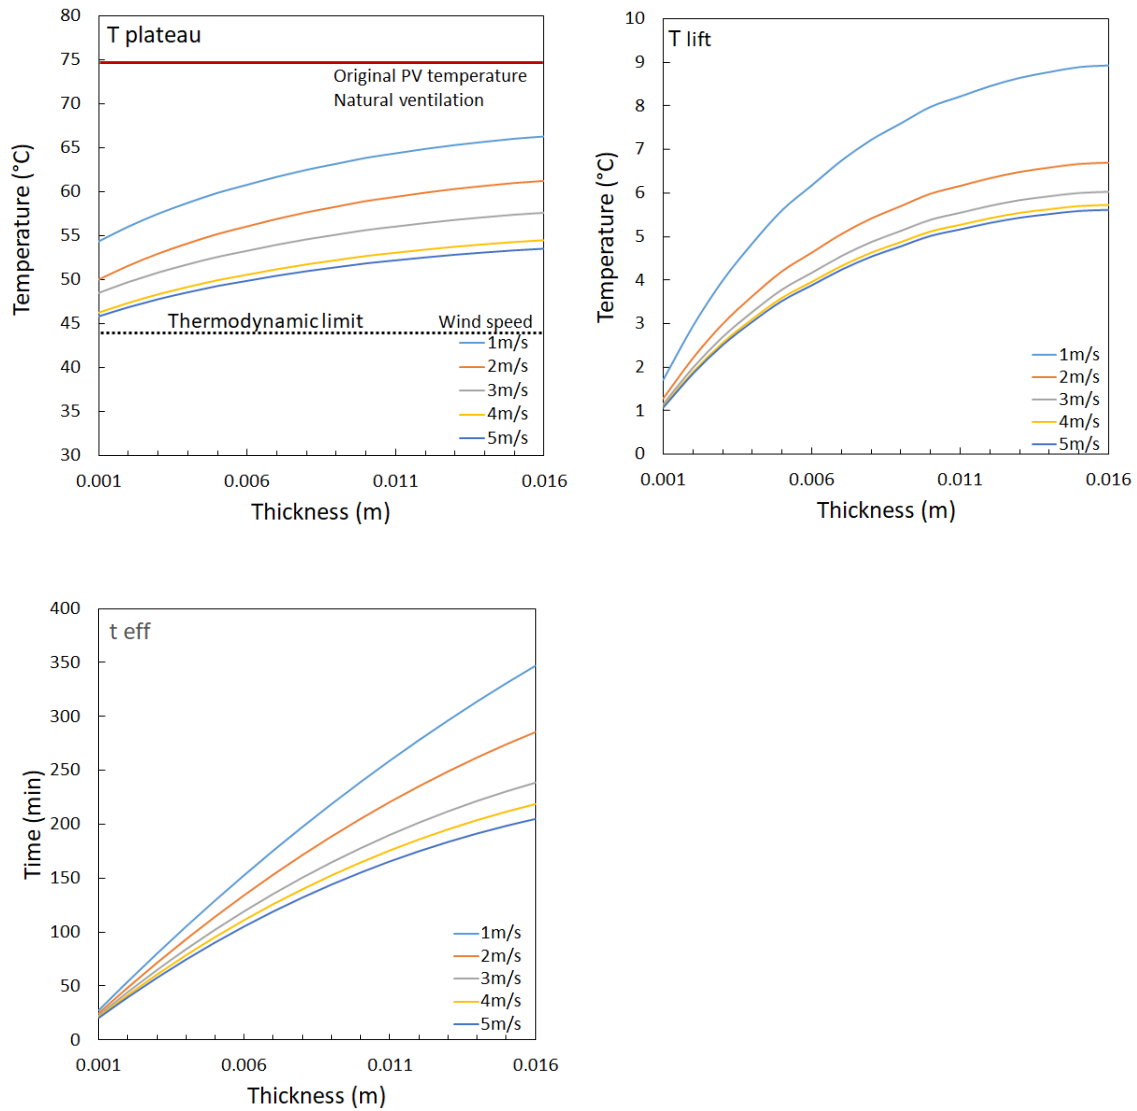 T plateau
80
75
70
65
60
55
50
45
40
35
30
Temperature (°C)
Original PV temperature
Natural ventilation
Thermodynamic limit
Wind speed
1m/s
2m/s
3m/s
4m/s
5m/s
0.001
0.006
0.011
0.016
Thickness (m)
T lift
10
9
8
7
6
5
4
3
2
1
0
Temperature (°C)
1m/s
2m/s
3m/s
4m/s
5m/s
0.001
0.006
0.011
0.016
Thickness (m)
t eff
400
350
300
250
200
150
100
50
0
Time (min)
1m/s
2m/s
3m/s
4m/s
5m/s
0.001
0.006
0.011
0.016
Thickness (m)